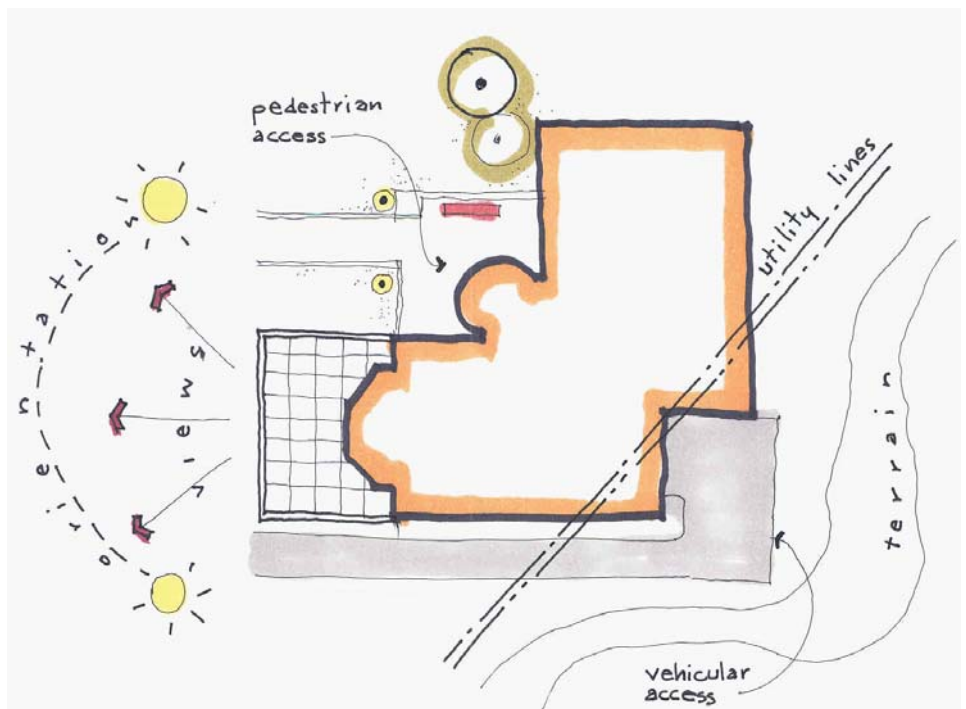 pedestrian
access
utility lines
orientation
views
terrain
vehicular
access